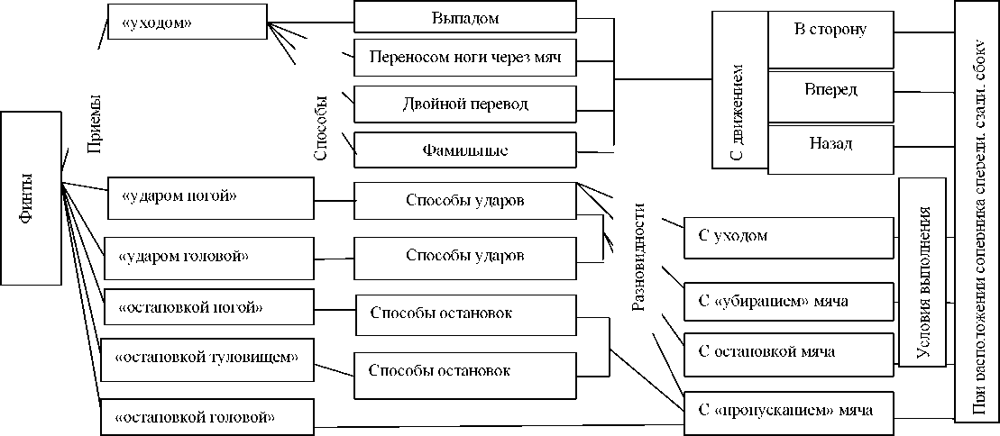 Финты
Приемы
«уходом»
«ударом ногой»
«ударом головой»
«остановкой ногой»
«остановкой туловищем»
«остановкой головой»
Способы
Выпадом
Переносом ноги через мяч
Двойной перевод
Фамильные
Способы ударов
Способы ударов
Способы остановок
Способы остановок
Разновидности
С движением
В сторону
Вперед
Назад
С уходом
С «убиранием» мяча
С остановкой мяча
С «пропусканием» мяча
Условия выполнения
При расположении соперника спереди, сзади, сбоку